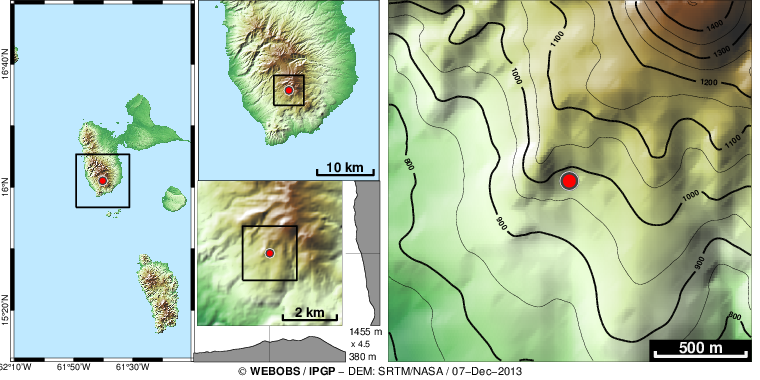 16°40'N
16°N
15°20'N
62°10'W
61°50'W
61°30'W
10 km
2 km
1455 m
x 4.5
380 m
1400
1300
1200
1100
1000
1100
1000
900
900
800
800
500 m
© WEBOBS / IPGP – DEM: SRTM/NASA / 07–Dec–2013